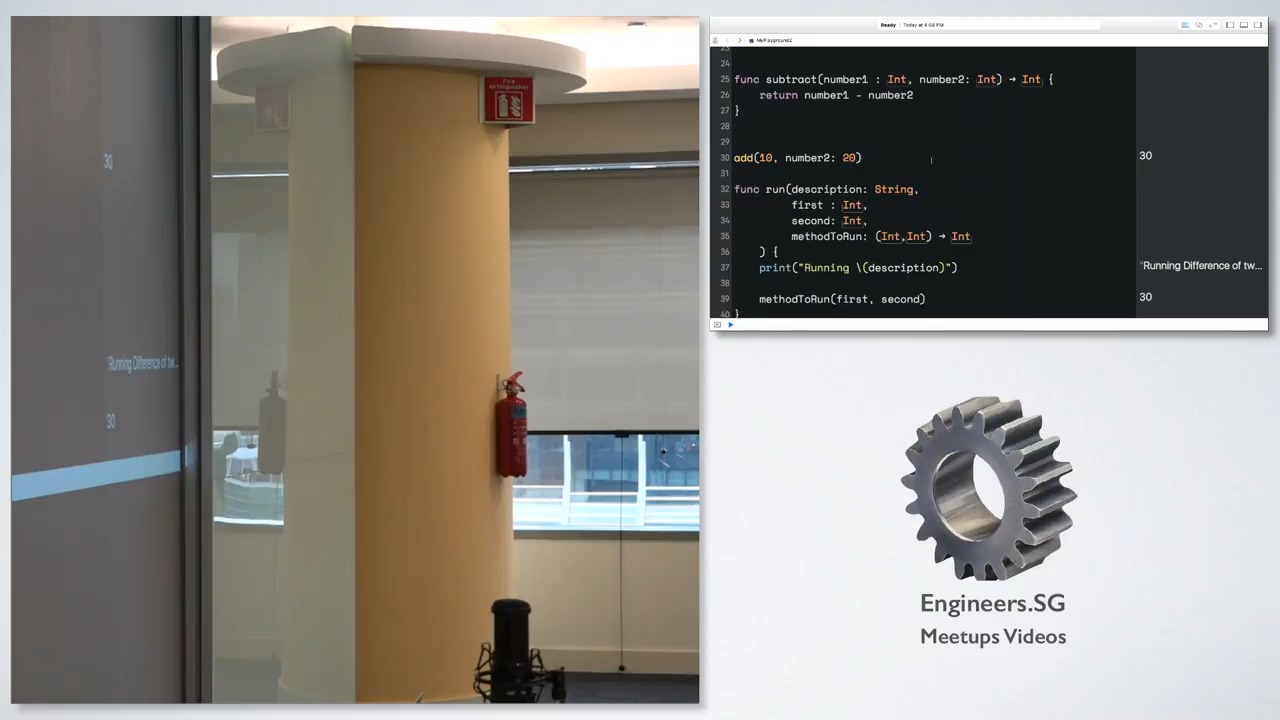 30
"Running Difference of tw...
30
Fire
extinguisher
Ready | Today at 4:08 PM
MyPlayground2
23
24
25 func subtract(number1 : Int, number2: Int) → Int {
26 return number1 - number2
27 }
28
29
30 add(10, number2: 20)
30
31
32 func run(description: String,
33 first : Int,
34 second: Int,
35 methodToRun: (Int,Int) → Int
36 ) {
37 print("Running \(description)")
"Running Difference of tw...
38
39 methodToRun(first, second)
30
40 }
Engineers.SG
Meetups Videos